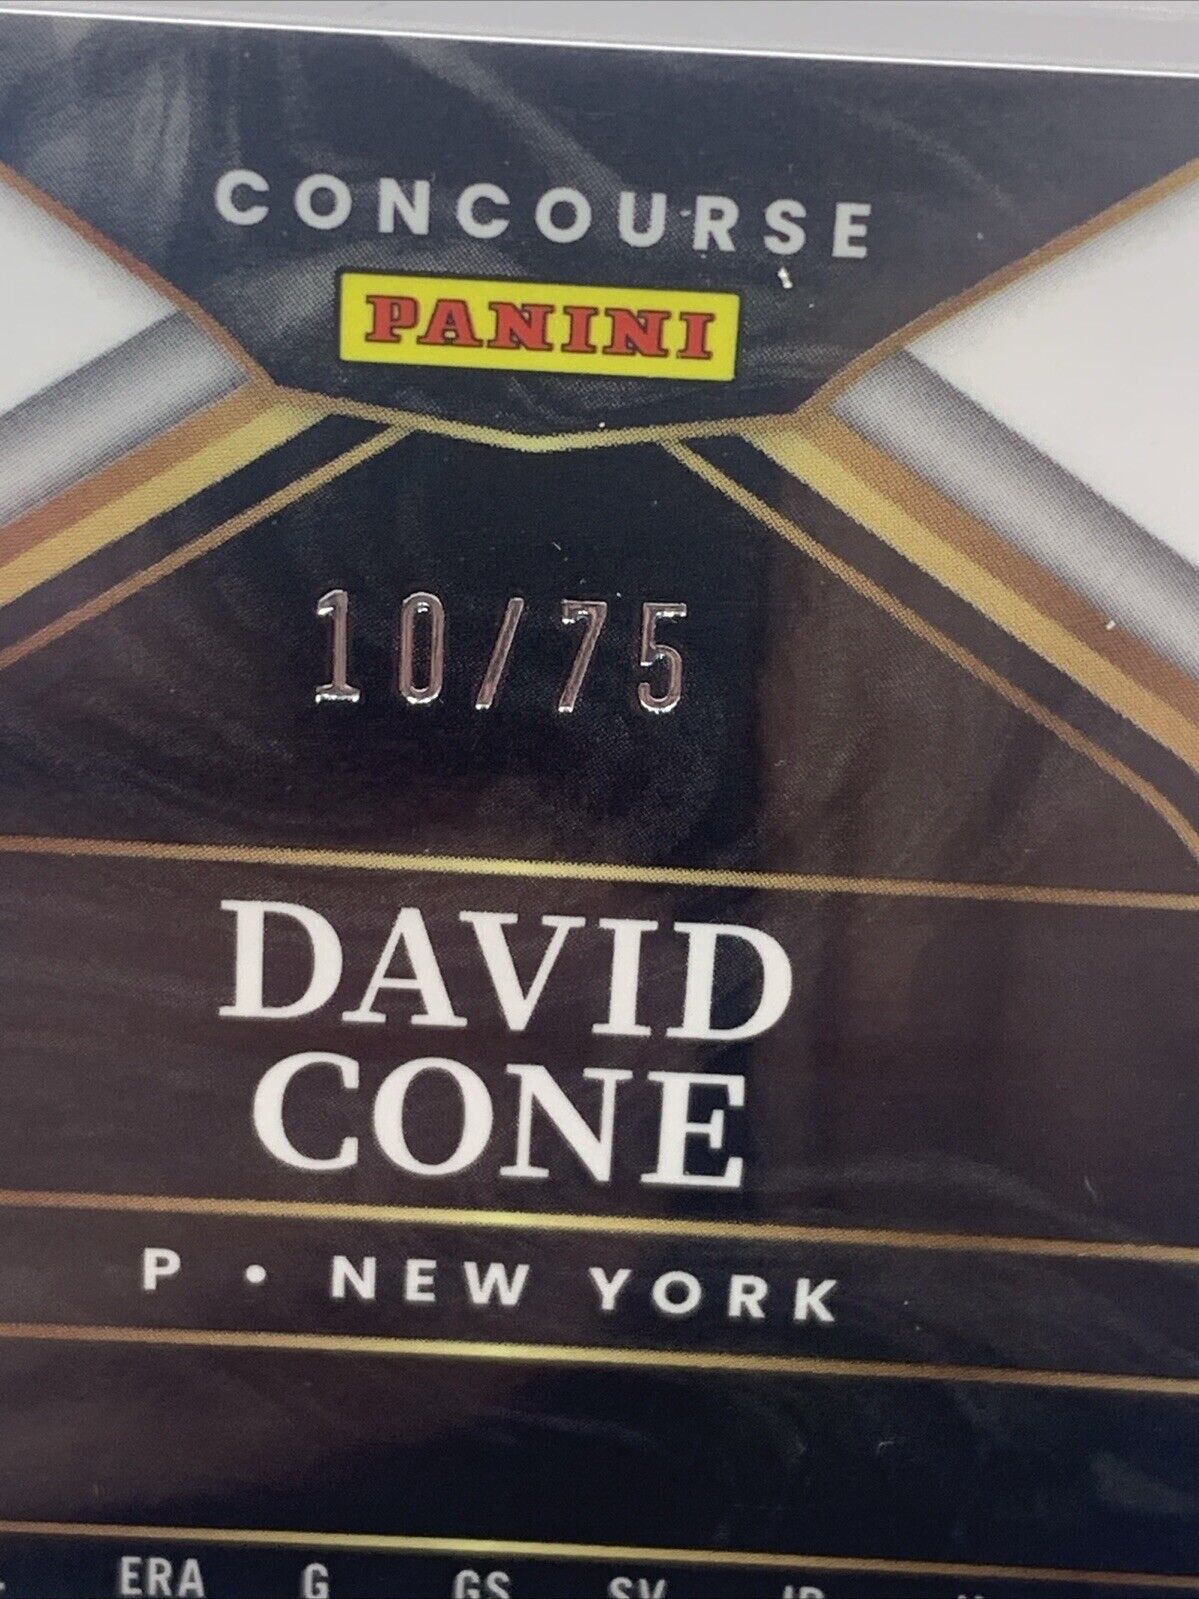 CONCOURSE
PANINI
10/75
DAVID
CONE
P • NEW YORK
ERA G GS SV IP